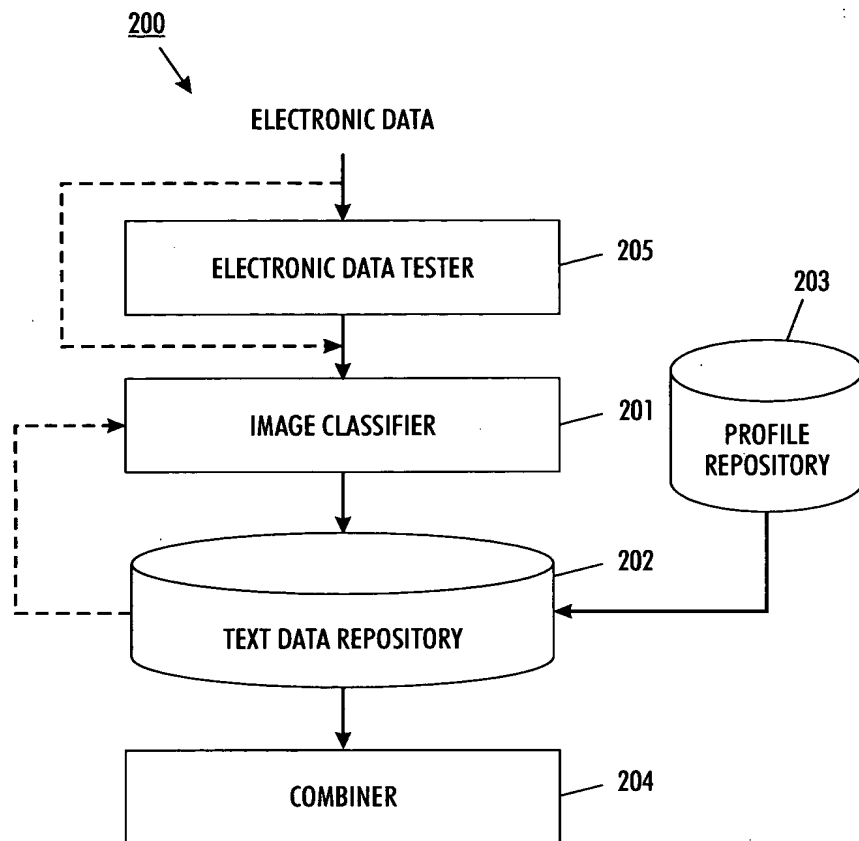 200
ELECTRONIC DATA
ELECTRONIC DATA TESTER
205
203
IMAGE CLASSIFIER
201
PROFILE
REPOSITORY
202
TEXT DATA REPOSITORY
COMBINER
204